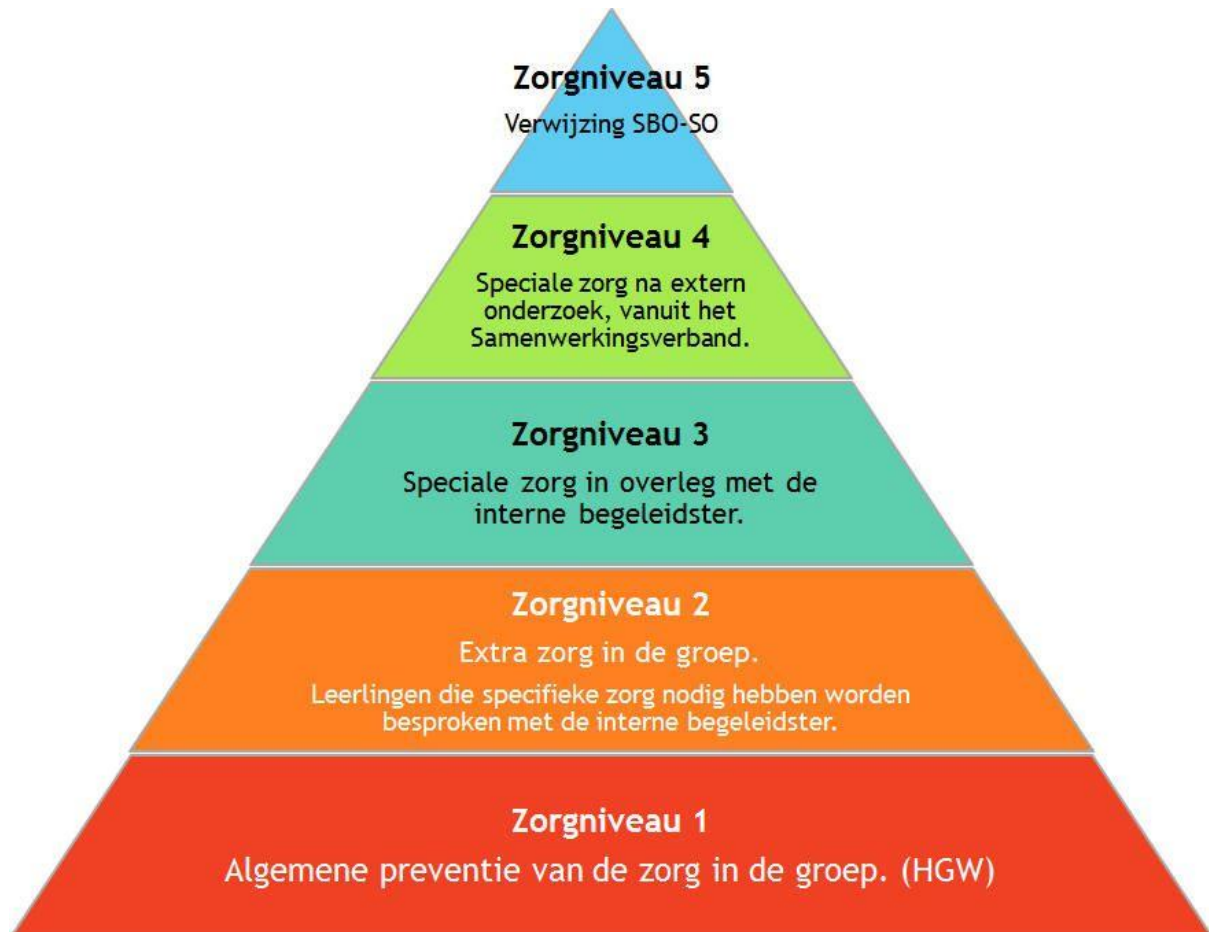 Zorgniveau 5
Verwijzing SBO-SO
Zorgniveau 4
Speciale zorg na extern
onderzoek, vanuit het
Samenwerkingsverband.
Zorgniveau 3
Speciale zorg in overleg met de
interne begeleidster.
Zorgniveau 2
Extra zorg in de groep.
Leerlingen die specifieke zorg nodig hebben worden
besproken met de interne begeleidster.
Zorgniveau 1
Algemene preventie van de zorg in de groep. (HGW)